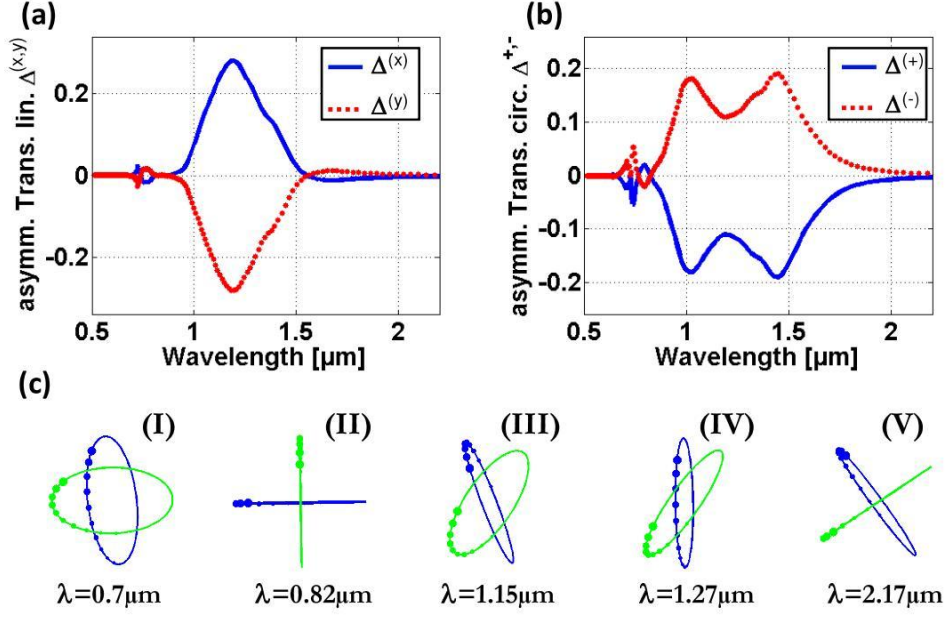 (a)
asymm. Trans. lin. Δ(x,y)
0.2
0
-0.2
Δ(x)
Δ(y)
0.5 1 1.5 2
Wavelength [µm]
(b)
asymm. Trans. circ. Δ+,-
0.2
0.1
0
-0.1
-0.2
Δ(+)
Δ(-)
0.5 1 1.5 2
Wavelength [µm]
(c)
(I) (II) (III) (IV) (V)
λ=0.7µm λ=0.82µm λ=1.15µm λ=1.27µm λ=2.17µm